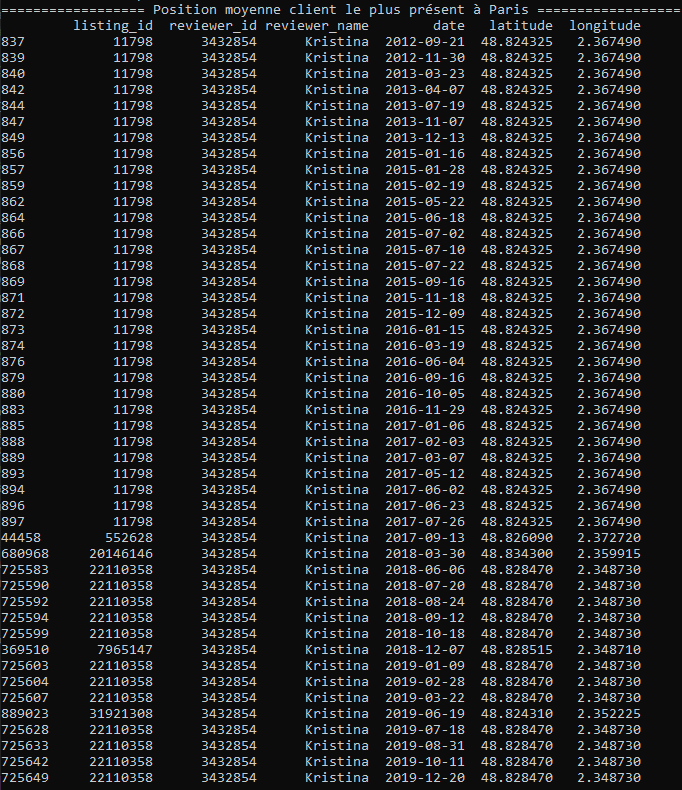 ================== Position moyenne client le plus présent à Paris ==================
listing_id reviewer_id reviewer_name date latitude longitude
837 11798 3432854 Kristina 2012-09-21 48.824325 2.367490
839 11798 3432854 Kristina 2012-11-30 48.824325 2.367490
840 11798 3432854 Kristina 2013-03-23 48.824325 2.367490
842 11798 3432854 Kristina 2013-04-07 48.824325 2.367490
844 11798 3432854 Kristina 2013-07-19 48.824325 2.367490
847 11798 3432854 Kristina 2013-11-07 48.824325 2.367490
849 11798 3432854 Kristina 2013-12-13 48.824325 2.367490
856 11798 3432854 Kristina 2015-01-16 48.824325 2.367490
857 11798 3432854 Kristina 2015-01-28 48.824325 2.367490
859 11798 3432854 Kristina 2015-02-19 48.824325 2.367490
862 11798 3432854 Kristina 2015-05-22 48.824325 2.367490
864 11798 3432854 Kristina 2015-06-18 48.824325 2.367490
866 11798 3432854 Kristina 2015-07-02 48.824325 2.367490
867 11798 3432854 Kristina 2015-07-10 48.824325 2.367490
868 11798 3432854 Kristina 2015-07-22 48.824325 2.367490
869 11798 3432854 Kristina 2015-09-16 48.824325 2.367490
871 11798 3432854 Kristina 2015-11-18 48.824325 2.367490
872 11798 3432854 Kristina 2015-12-09 48.824325 2.367490
873 11798 3432854 Kristina 2016-01-15 48.824325 2.367490
874 11798 3432854 Kristina 2016-03-19 48.824325 2.367490
876 11798 3432854 Kristina 2016-06-04 48.824325 2.367490
879 11798 3432854 Kristina 2016-09-16 48.824325 2.367490
880 11798 3432854 Kristina 2016-10-05 48.824325 2.367490
883 11798 3432854 Kristina 2016-11-29 48.824325 2.367490
885 11798 3432854 Kristina 2017-01-06 48.824325 2.367490
888 11798 3432854 Kristina 2017-02-03 48.824325 2.367490
889 11798 3432854 Kristina 2017-03-07 48.824325 2.367490
893 11798 3432854 Kristina 2017-05-12 48.824325 2.367490
894 11798 3432854 Kristina 2017-06-02 48.824325 2.367490
896 11798 3432854 Kristina 2017-06-23 48.824325 2.367490
897 11798 3432854 Kristina 2017-07-26 48.824325 2.367490
44458 552628 3432854 Kristina 2017-09-13 48.826090 2.372720
680968 20146146 3432854 Kristina 2018-03-30 48.834300 2.359915
725583 22110358 3432854 Kristina 2018-06-06 48.828470 2.348730
725590 22110358 3432854 Kristina 2018-07-20 48.828470 2.348730
725592 22110358 3432854 Kristina 2018-08-24 48.828470 2.348730
725594 22110358 3432854 Kristina 2018-09-12 48.828470 2.348730
725599 22110358 3432854 Kristina 2018-10-18 48.828470 2.348730
369510 7965147 3432854 Kristina 2018-12-07 48.828515 2.348710
725603 22110358 3432854 Kristina 2019-01-09 48.828470 2.348730
725604 22110358 3432854 Kristina 2019-02-28 48.828470 2.348730
725607 22110358 3432854 Kristina 2019-03-22 48.828470 2.348730
889023 31921308 3432854 Kristina 2019-06-19 48.824310 2.352225
725628 22110358 3432854 Kristina 2019-07-18 48.828470 2.348730
725633 22110358 3432854 Kristina 2019-08-31 48.828470 2.348730
725642 22110358 3432854 Kristina 2019-10-11 48.828470 2.348730
725649 22110358 3432854 Kristina 2019-12-20 48.828470 2.348730